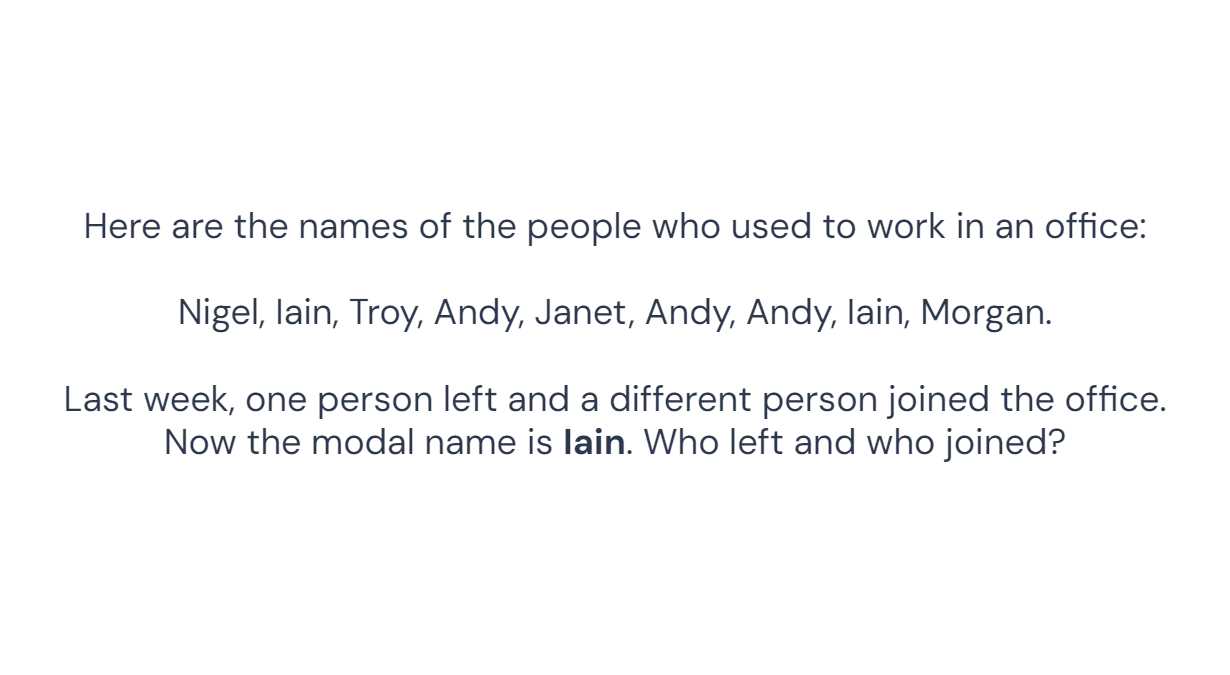 Here are the names of the people who used to work in an office:
Nigel, Iain, Troy, Andy, Janet, Andy, Andy, Iain, Morgan.
Last week, one person left and a different person joined the office.
Now the modal name is Iain. Who left and who joined?